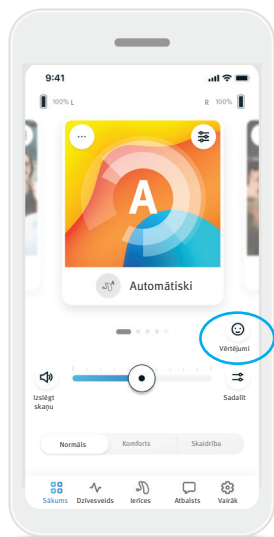 9:41
100% L
R 100%
A
A
Automātiski
Vērtējumi
Izslēgt
skaņu
Sadalīt
Normāls
Komforts
Skaidrība
Sākums
Dzīvesveids
Ierīces
Atbalsts
Vairāk